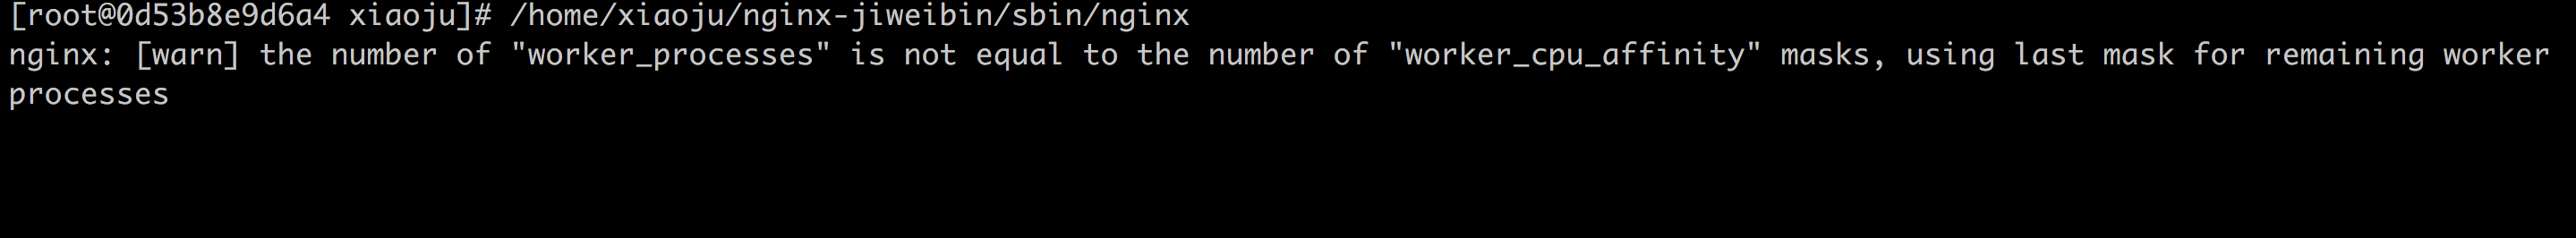 [root@0d53b8e9d6a4 xiaoju]# /home/xiaoju/nginx-jiweibin/sbin/nginx
nginx: [warn] the number of "worker_processes" is not equal to the number of "worker_cpu_affinity" masks, using last mask for remaining worker
processes